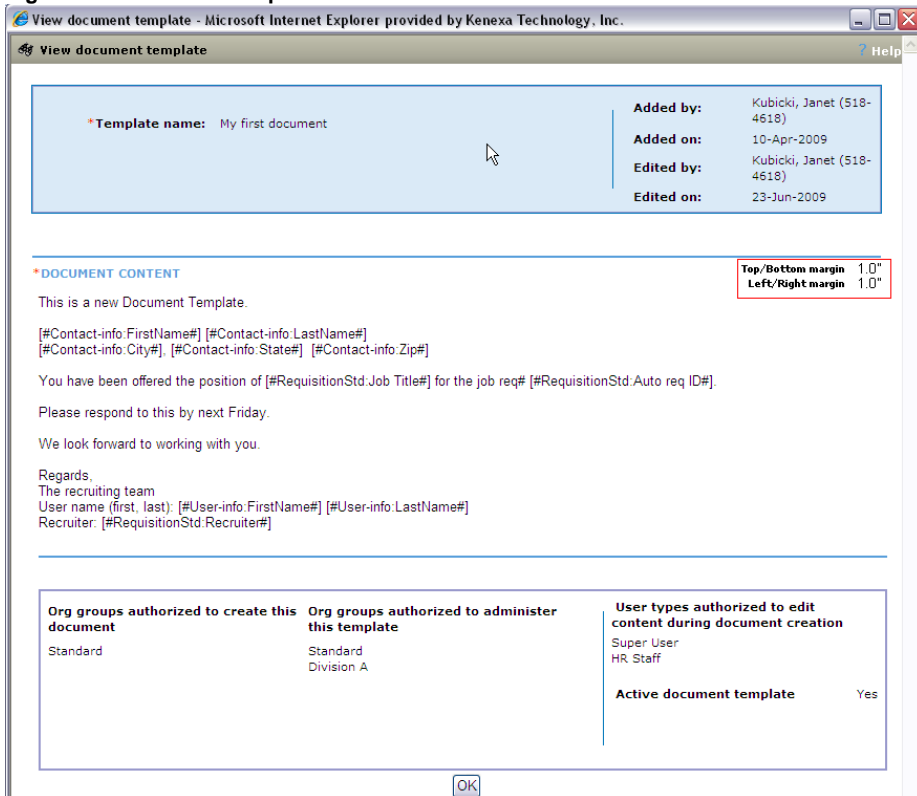 View document template - Microsoft Internet Explorer provided by Kenexa Technology, Inc.
View document template
? Help
*Template name: My first document
Added by: Kubicki, Janet (518-
4618)
Added on: 10-Apr-2009
Edited by: Kubicki, Janet (518-
4618)
Edited on: 23-Jun-2009
*DOCUMENT CONTENT
Top/Bottom margin 1.0"
Left/Right margin 1.0"
This is a new Document Template.
[#Contact-info:FirstName#] [#Contact-info:LastName#]
[#Contact-info:City#], [#Contact-info:State#] [#Contact-info:Zip#]
You have been offered the position of [#RequisitionStd:Job Title#] for the job req# [#RequisitionStd:Auto req ID#].
Please respond to this by next Friday.
We look forward to working with you.
Regards,
The recruiting team
User name (first, last): [#User-info:FirstName#] [#User-info:LastName#]
Recruiter: [#RequisitionStd:Recruiter#]
Org groups authorized to create this
document
Standard
Org groups authorized to administer
this template
Standard
Division A
User types authorized to edit
content during document creation
Super User
HR Staff
Active document template Yes
OK